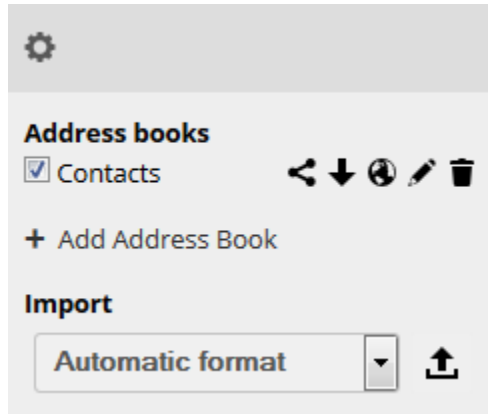 Address books
Contacts
+ Add Address Book
Import
Automatic format